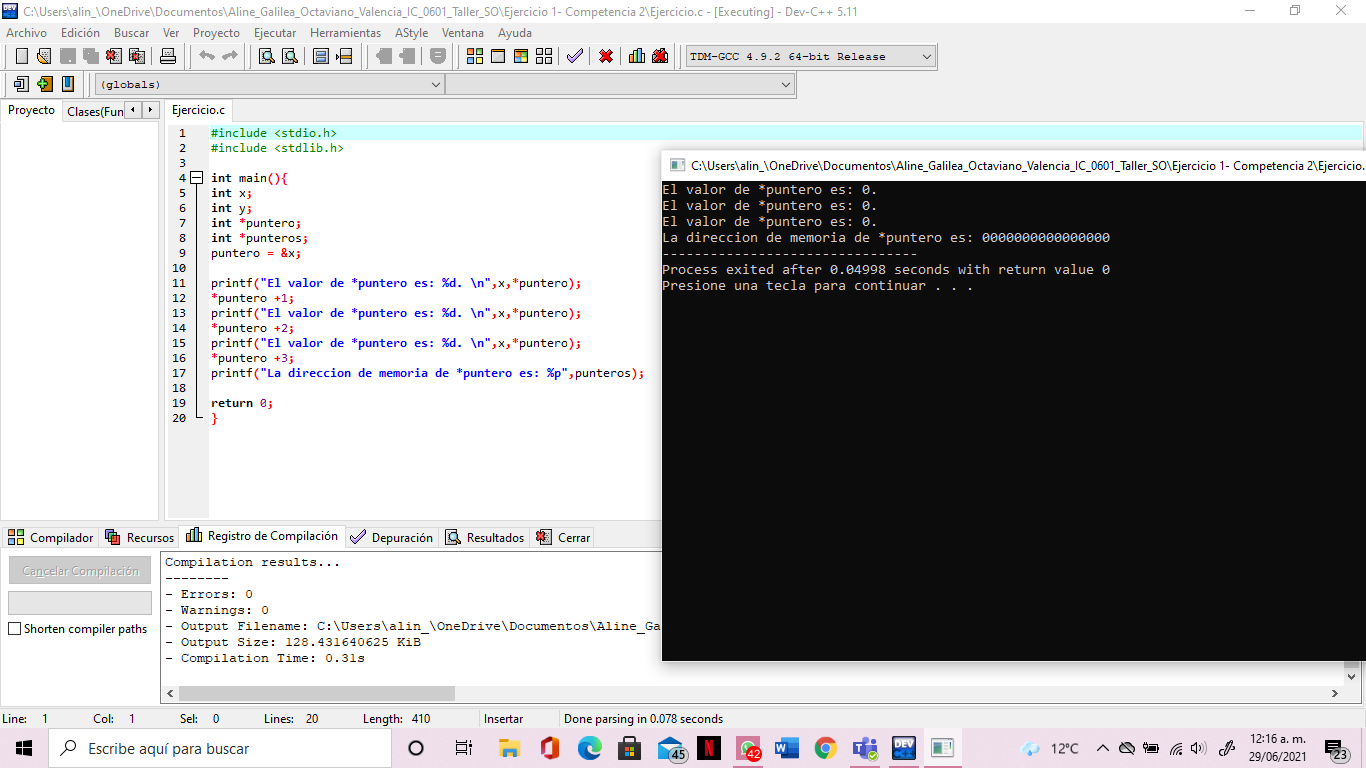 C:\Users\alin_\OneDrive\Documentos\Aline_Galilea_Octaviano_Valencia_IC_0601_Taller_SO\Ejercicio 1- Competencia 2\Ejercicio.c - [Executing] - Dev-C++ 5.11
Archivo Edición Buscar Ver Proyecto Ejecutar Herramientas AStyle Ventana Ayuda
TDM-GCC 4.9.2 64-bit Release
(globals)
Proyecto Clases(Fun Ejercicio.c
1 #include <stdio.h>
2 #include <stdlib.h>
3
4 int main(){
5 int x;
6 int y;
7 int *puntero;
8 int *punteros;
9 puntero = &x;
10
11 printf("El valor de *puntero es: %d. \n",x,*puntero);
12 *puntero +1;
13 printf("El valor de *puntero es: %d. \n",x,*puntero);
14 *puntero +2;
15 printf("El valor de *puntero es: %d. \n",x,*puntero);
16 *puntero +3;
17 printf("La direccion de memoria de *puntero es: %p",punteros);
18
19 return 0;
20 }
C:\Users\alin_\OneDrive\Documentos\Aline_Galilea_Octaviano_Valencia_IC_0601_Taller_SO\Ejercicio 1- Competencia 2\Ejercicio.
El valor de *puntero es: 0.
El valor de *puntero es: 0.
El valor de *puntero es: 0.
La direccion de memoria de *puntero es: 0000000000000000
--------------------------------
Process exited after 0.04998 seconds with return value 0
Presione una tecla para continuar . . .
Compilador Recursos Registro de Compilación Depuración Resultados Cerrar
Cancelar Compilación
Shorten compiler paths
Compilation results...
--------
- Errors: 0
- Warnings: 0
- Output Filename: C:\Users\alin_\OneDrive\Documentos\Aline_Ga
- Output Size: 128.431640625 KiB
- Compilation Time: 0.31s
Line: 1 Col: 1 Sel: 0 Lines: 20 Length: 410 Insertar Done parsing in 0.078 seconds
Escribe aquí para buscar
45
42
DEV
12°C
12:16 a. m.
29/06/2021
23